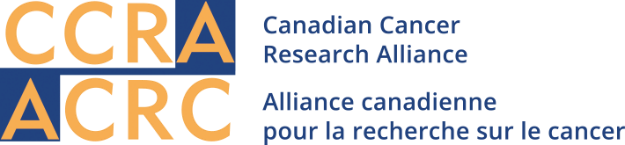 CCRA
ACRC
Canadian Cancer
Research Alliance
Alliance canadienne
pour la recherche sur le cancer